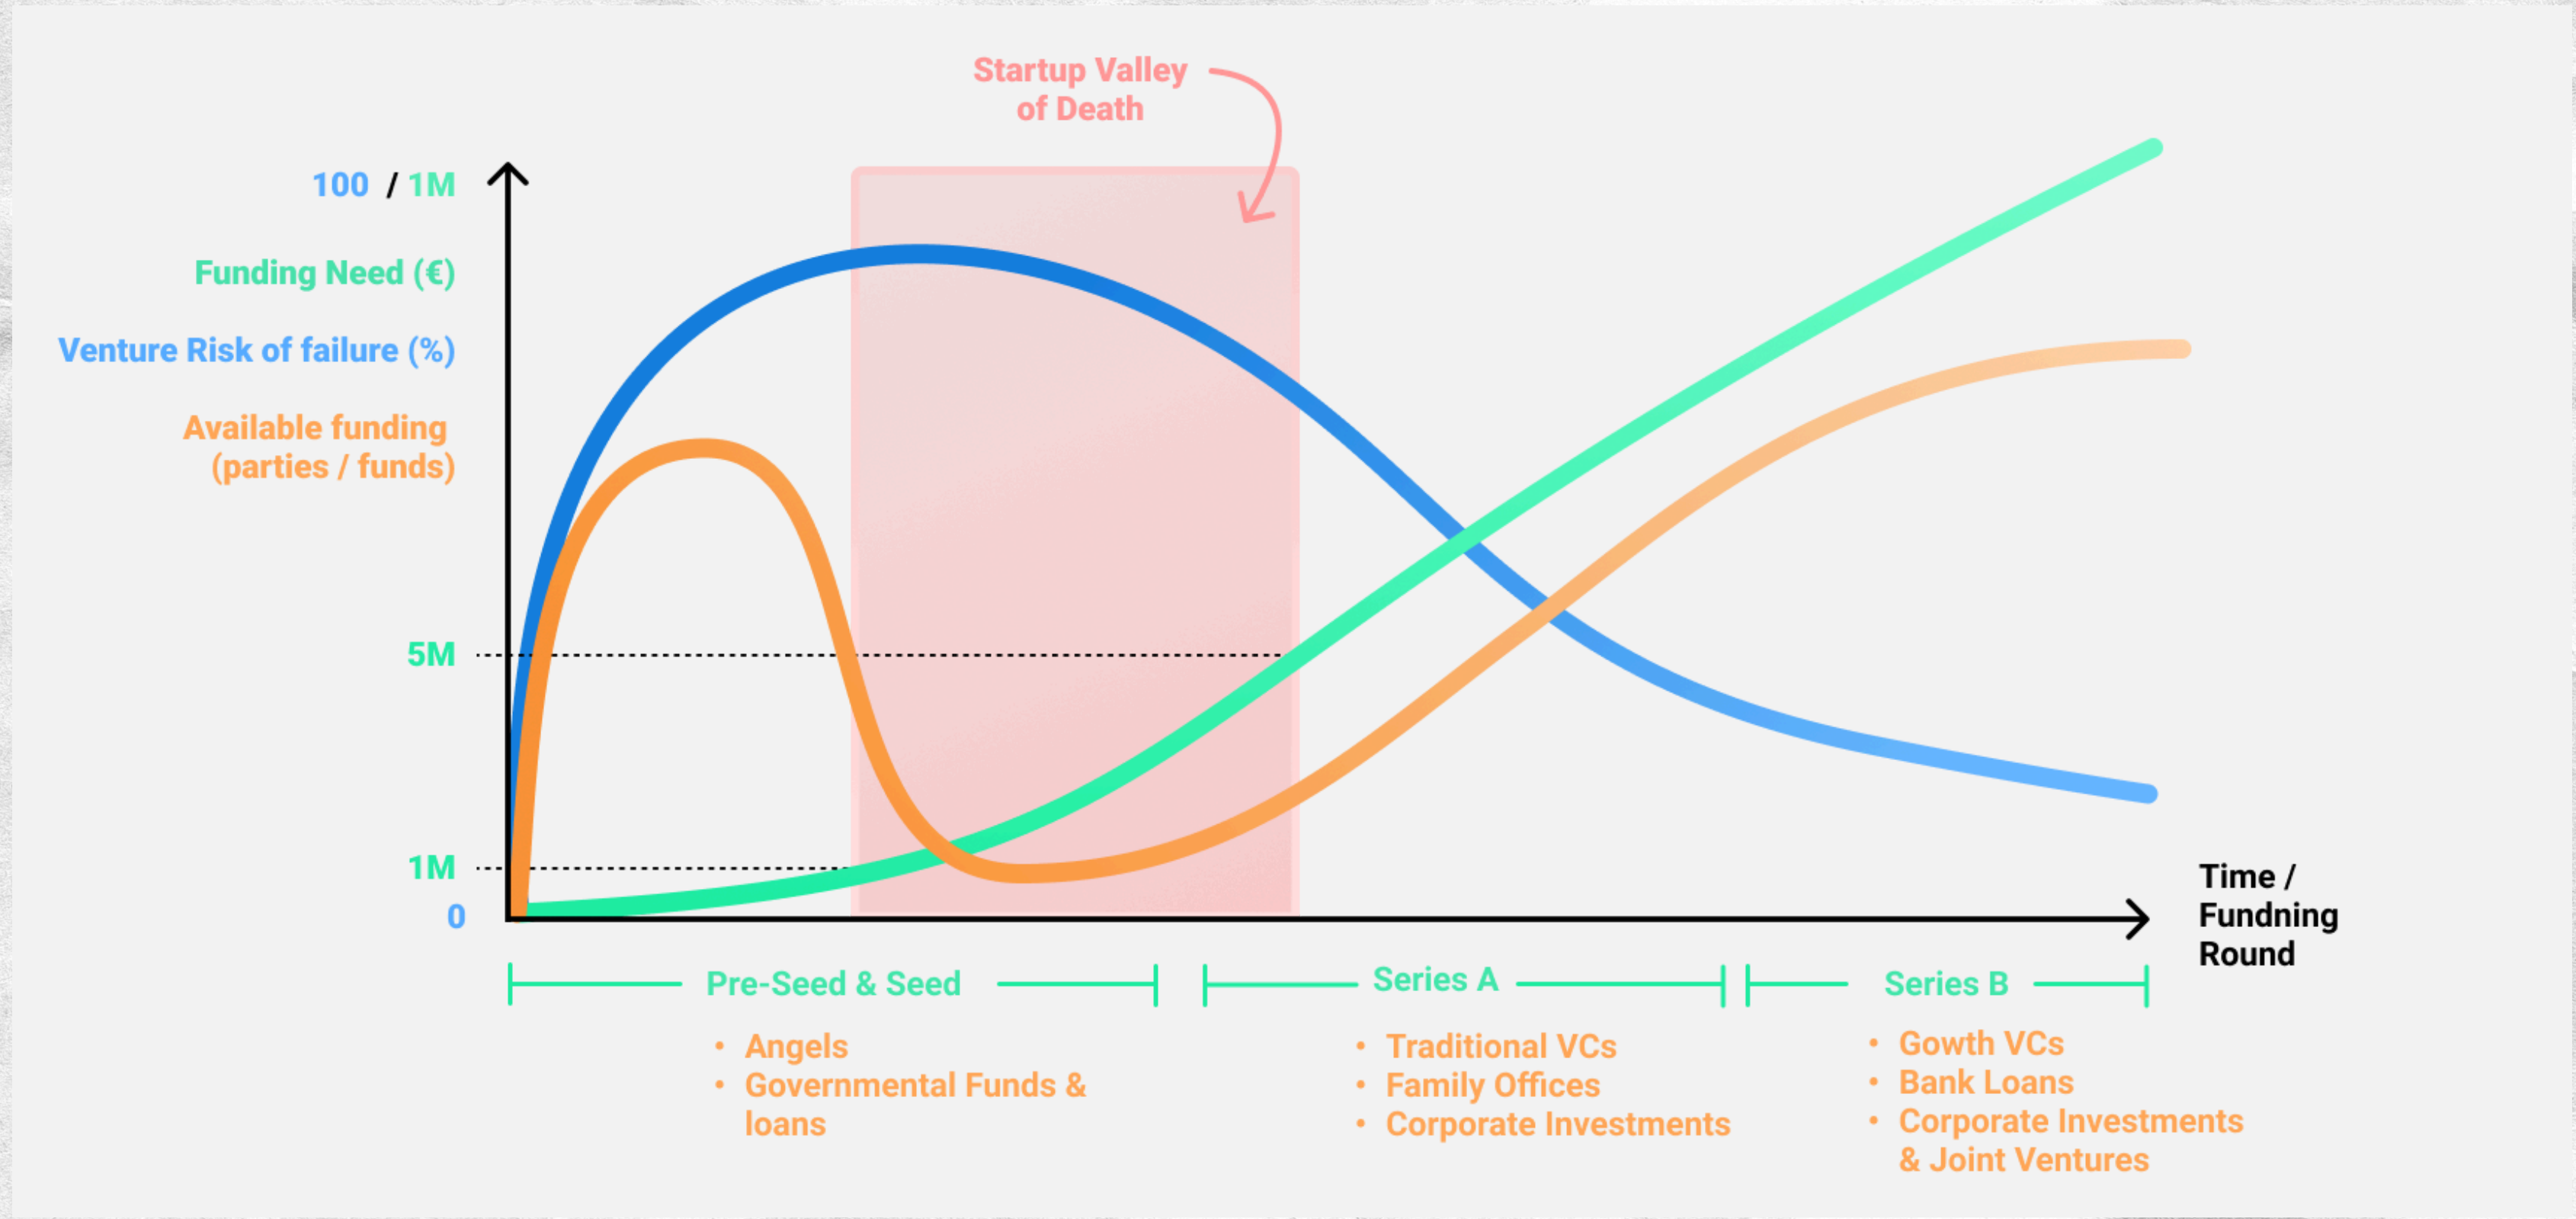 Startup Valley
of Death
100 / 1M
Funding Need (€)
Venture Risk of failure (%)
Available funding
(parties / funds)
5M
1M
0
Time /
Fundning
Round
Pre-Seed & Seed
Series A
Series B
• Angels
• Governmental Funds &
loans
• Traditional VCs
• Family Offices
• Corporate Investments
• Gowth VCs
• Bank Loans
• Corporate Investments
& Joint Ventures